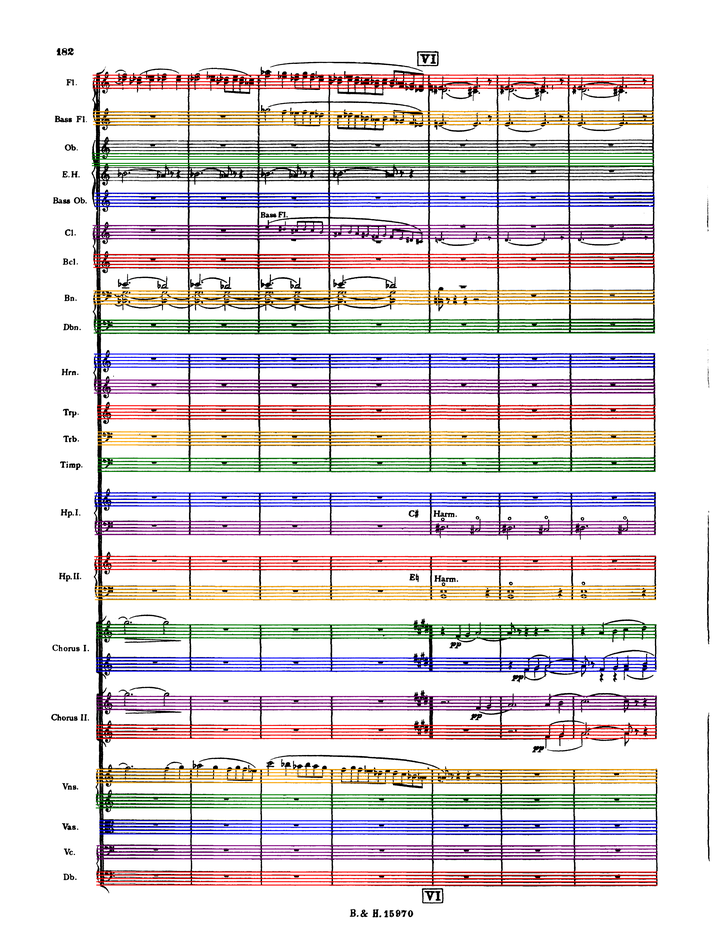 182
VI
Fl.
Bass Fl.
Ob.
E.H.
Bass Ob.
Bass Fl.
Cl.
Bcl.
Bn.
Dbn.
Hrn.
Trp.
Trb.
Timp.
Hp.I.
C♯ Harm.
Hp.II.
E♮ Harm.
Chorus I.
pp
pp
Chorus II.
pp
pp
Vns.
Vas.
Vc.
Db.
VI
B. & H. 15970